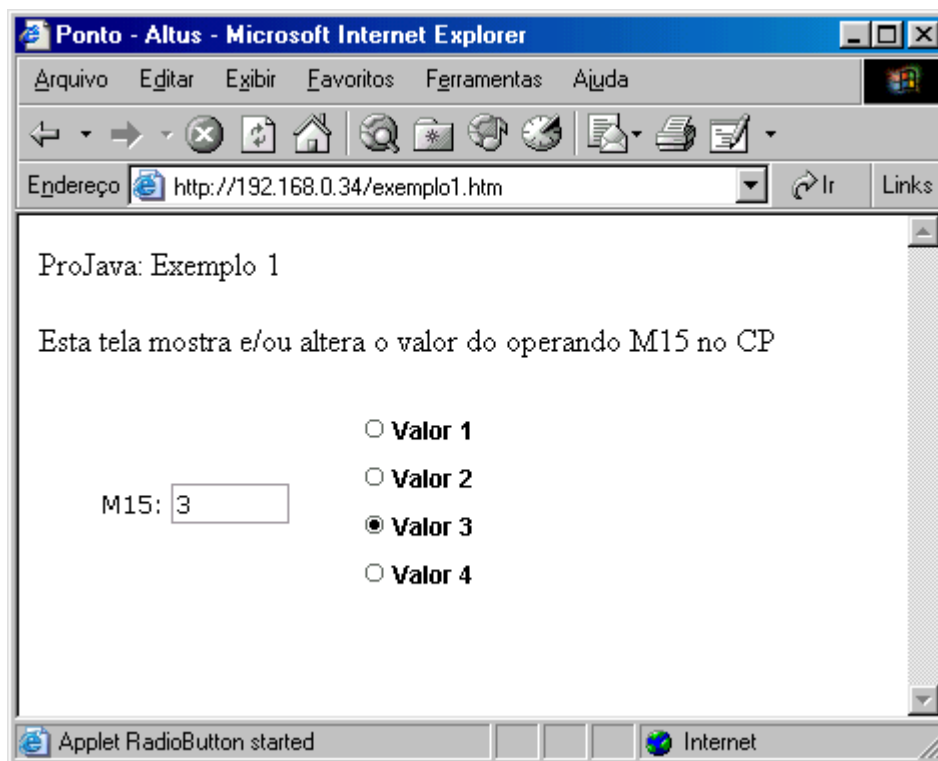 Ponto - Altus - Microsoft Internet Explorer
Arquivo Editar Exibir Favoritos Ferramentas Ajuda
Endereço http://192.168.0.34/exemplo1.htm Ir Links
ProJava: Exemplo 1
Esta tela mostra e/ou altera o valor do operando M15 no CP
Valor 1
Valor 2
M15: 3
Valor 3
Valor 4
Applet RadioButton started Internet